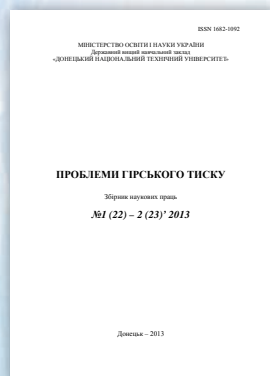 ISSN 1682-1092
МІНІСТЕРСТВО ОСВІТИ І НАУКИ УКРАЇНИ
Державний вищий навчальний заклад
«ДОНЕЦЬКИЙ НАЦІОНАЛЬНИЙ ТЕХНІЧНИЙ УНІВЕРСИТЕТ»
ПРОБЛЕМИ ГІРСЬКОГО ТИСКУ
Збірник наукових праць
№1 (22) – 2 (23)' 2013
Донецьк – 2013